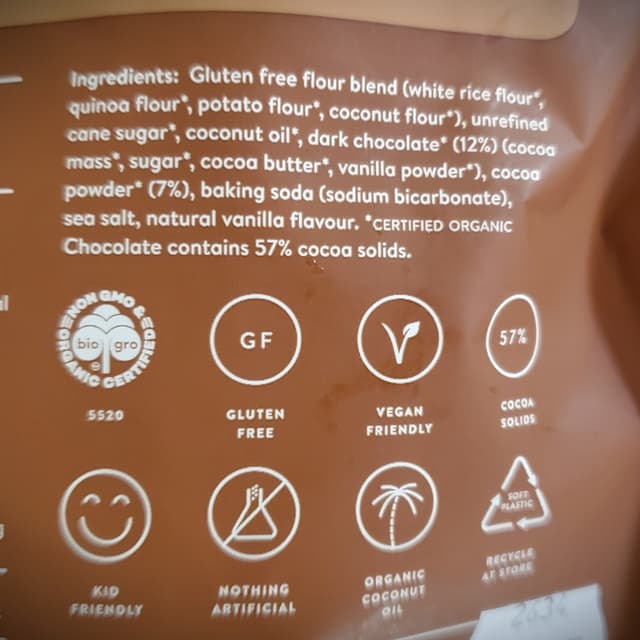 Ingredients: Gluten free flour blend (white rice flour*,
quinoa flour*, potato flour*, coconut flour*), unrefined
cane sugar*, coconut oil*, dark chocolate* (12%) (cocoa
mass*, sugar*, cocoa butter*, vanilla powder*), cocoa
powder* (7%), baking soda (sodium bicarbonate),
sea salt, natural vanilla flavour. *CERTIFIED ORGANIC
Chocolate contains 57% cocoa solids.
NON GMO & ORGANIC CERTIFIED
bio gro
5520
GF
GLUTEN
FREE
VEGAN
FRIENDLY
57%
COCOA
SOLIDS
KID
FRIENDLY
NOTHING
ARTIFICIAL
ORGANIC
COCONUT
OIL
SOFT
PLASTIC
RECYCLE
AT STORE